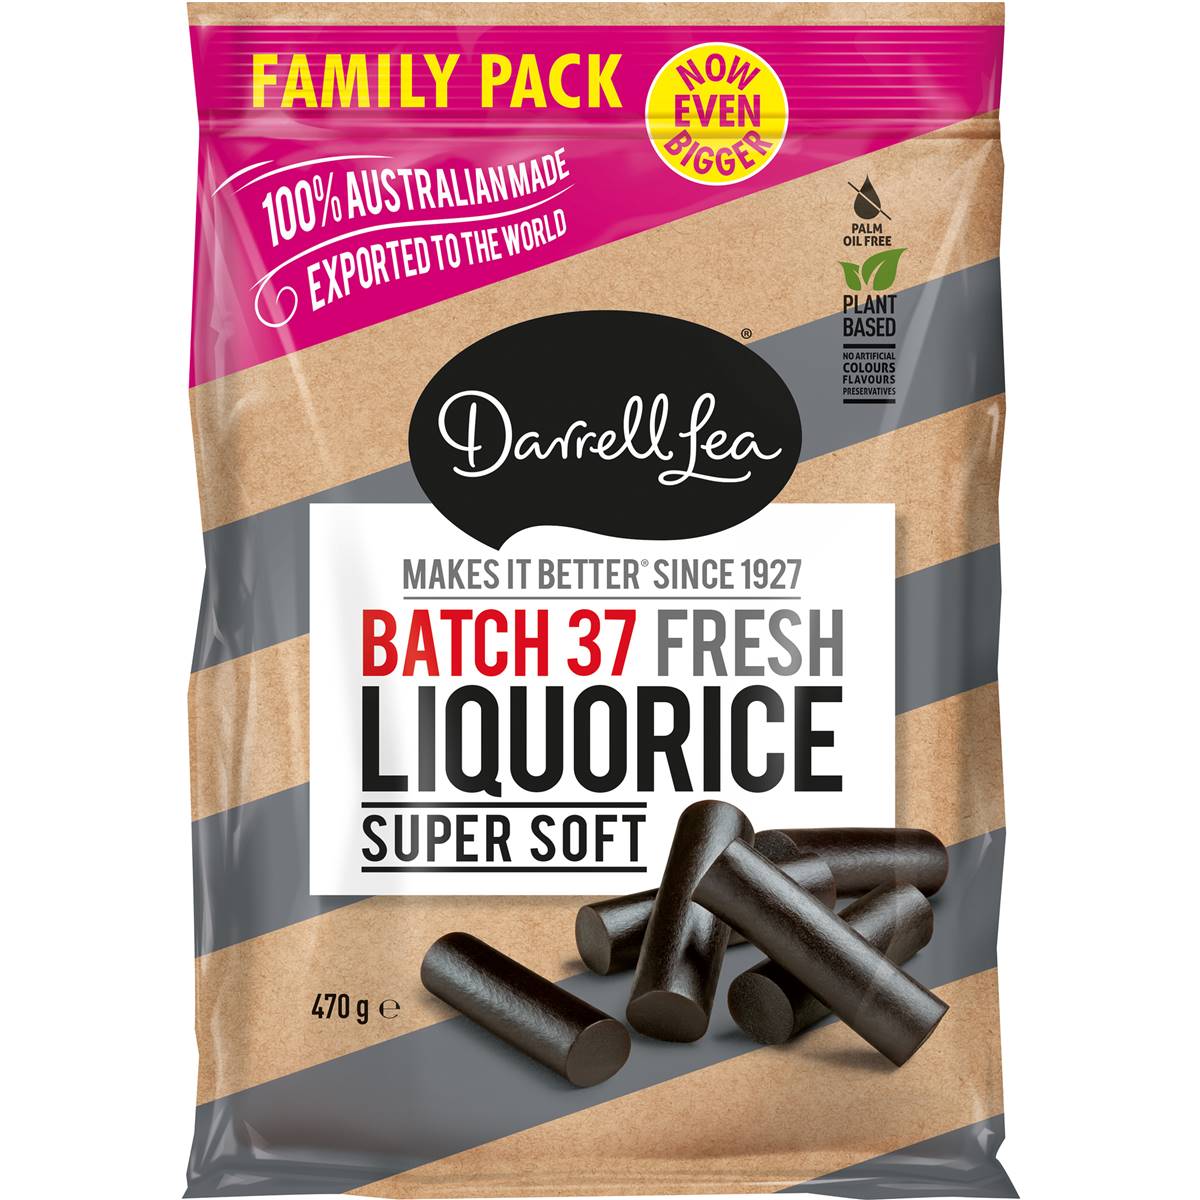 FAMILY PACK
NOW
EVEN
BIGGER
100% AUSTRALIAN MADE
EXPORTED TO THE WORLD
PALM
OIL FREE
PLANT
BASED
NO ARTIFICIAL
COLOURS
FLAVOURS
PRESERVATIVES
®
Darrell Lea
MAKES IT BETTER® SINCE 1927
BATCH 37 FRESH
LIQUORICE
SUPER SOFT
470 g ℮